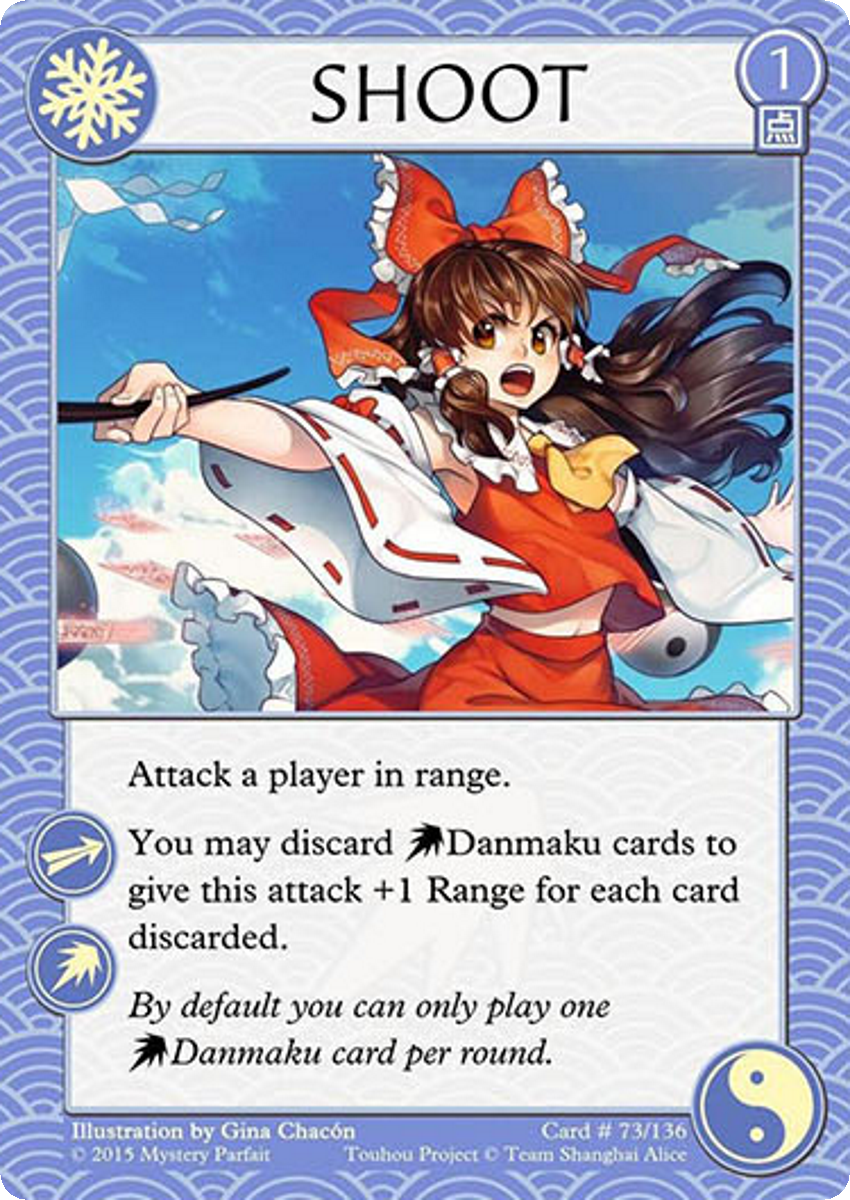 SHOOT
1
点
Attack a player in range.
You may discard Danmaku cards to
give this attack +1 Range for each card
discarded.
By default you can only play one
Danmaku card per round.
Illustration by Gina Chacón
Card # 73/136
© 2015 Mystery Parfait
Touhou Project © Team Shanghai Alice